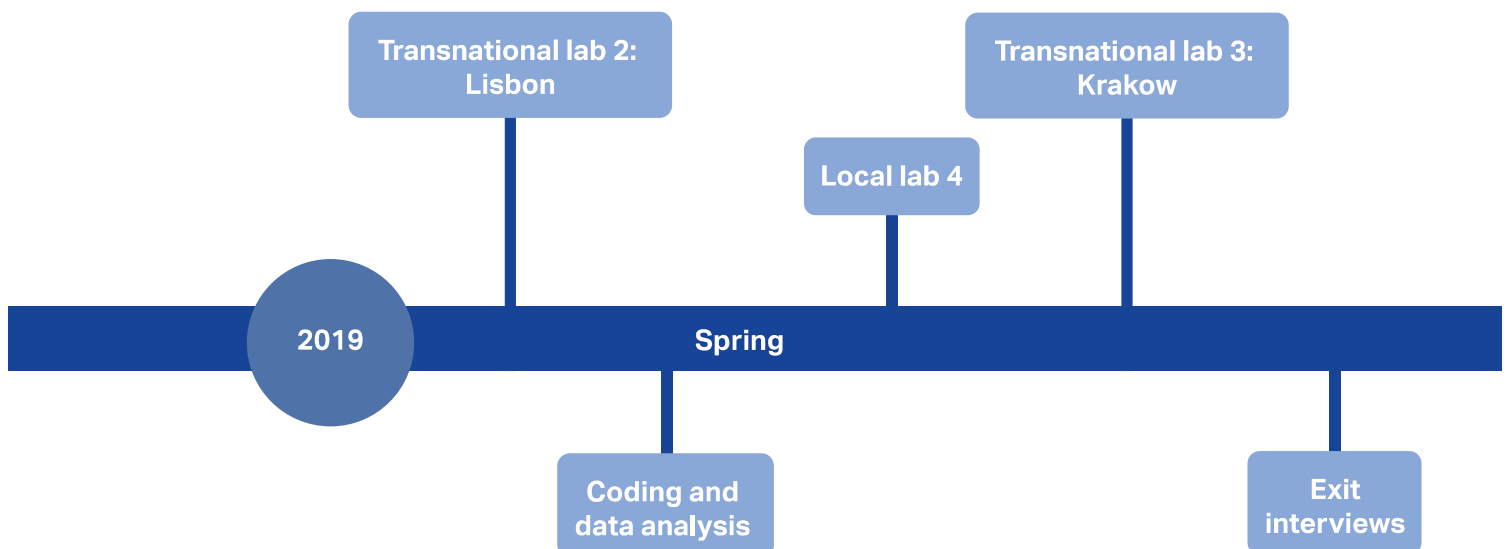 Transnational lab 2:
Lisbon
Transnational lab 3:
Krakow
Local lab 4
2019
Spring
Coding and
data analysis
Exit
interviews